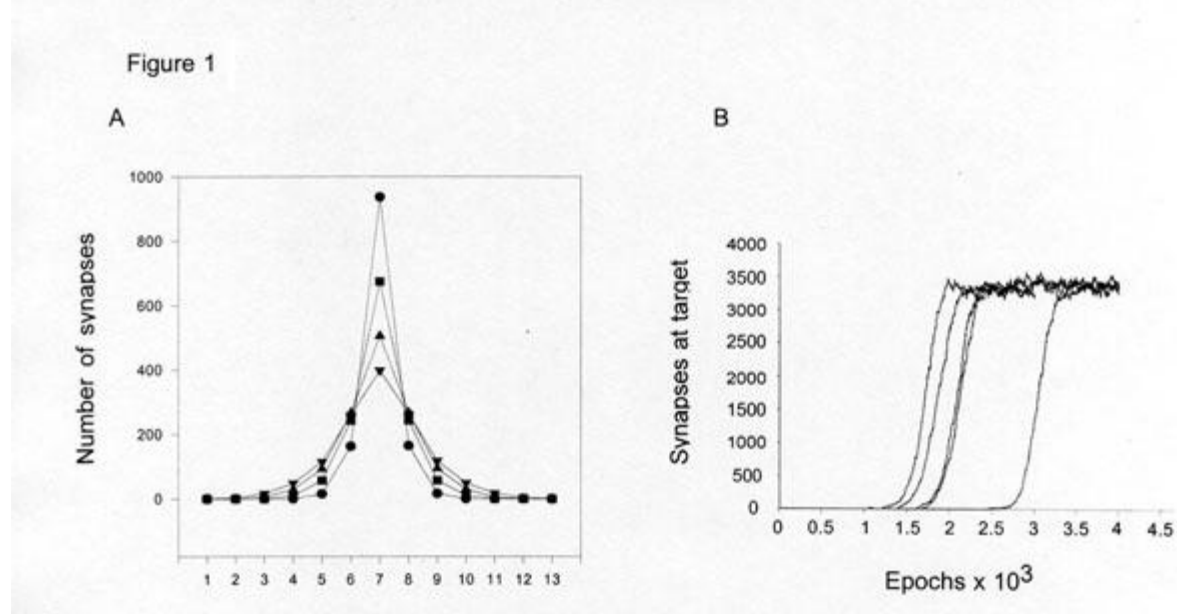 Figure 1
A
B
Number of synapses
1000
800
600
400
200
0
1 2 3 4 5 6 7 8 9 10 11 12 13
Synapses at target
4000
3500
3000
2500
2000
1500
1000
500
0
0 0.5 1 1.5 2 2.5 3 3.5 4 4.5
Epochs x 10³